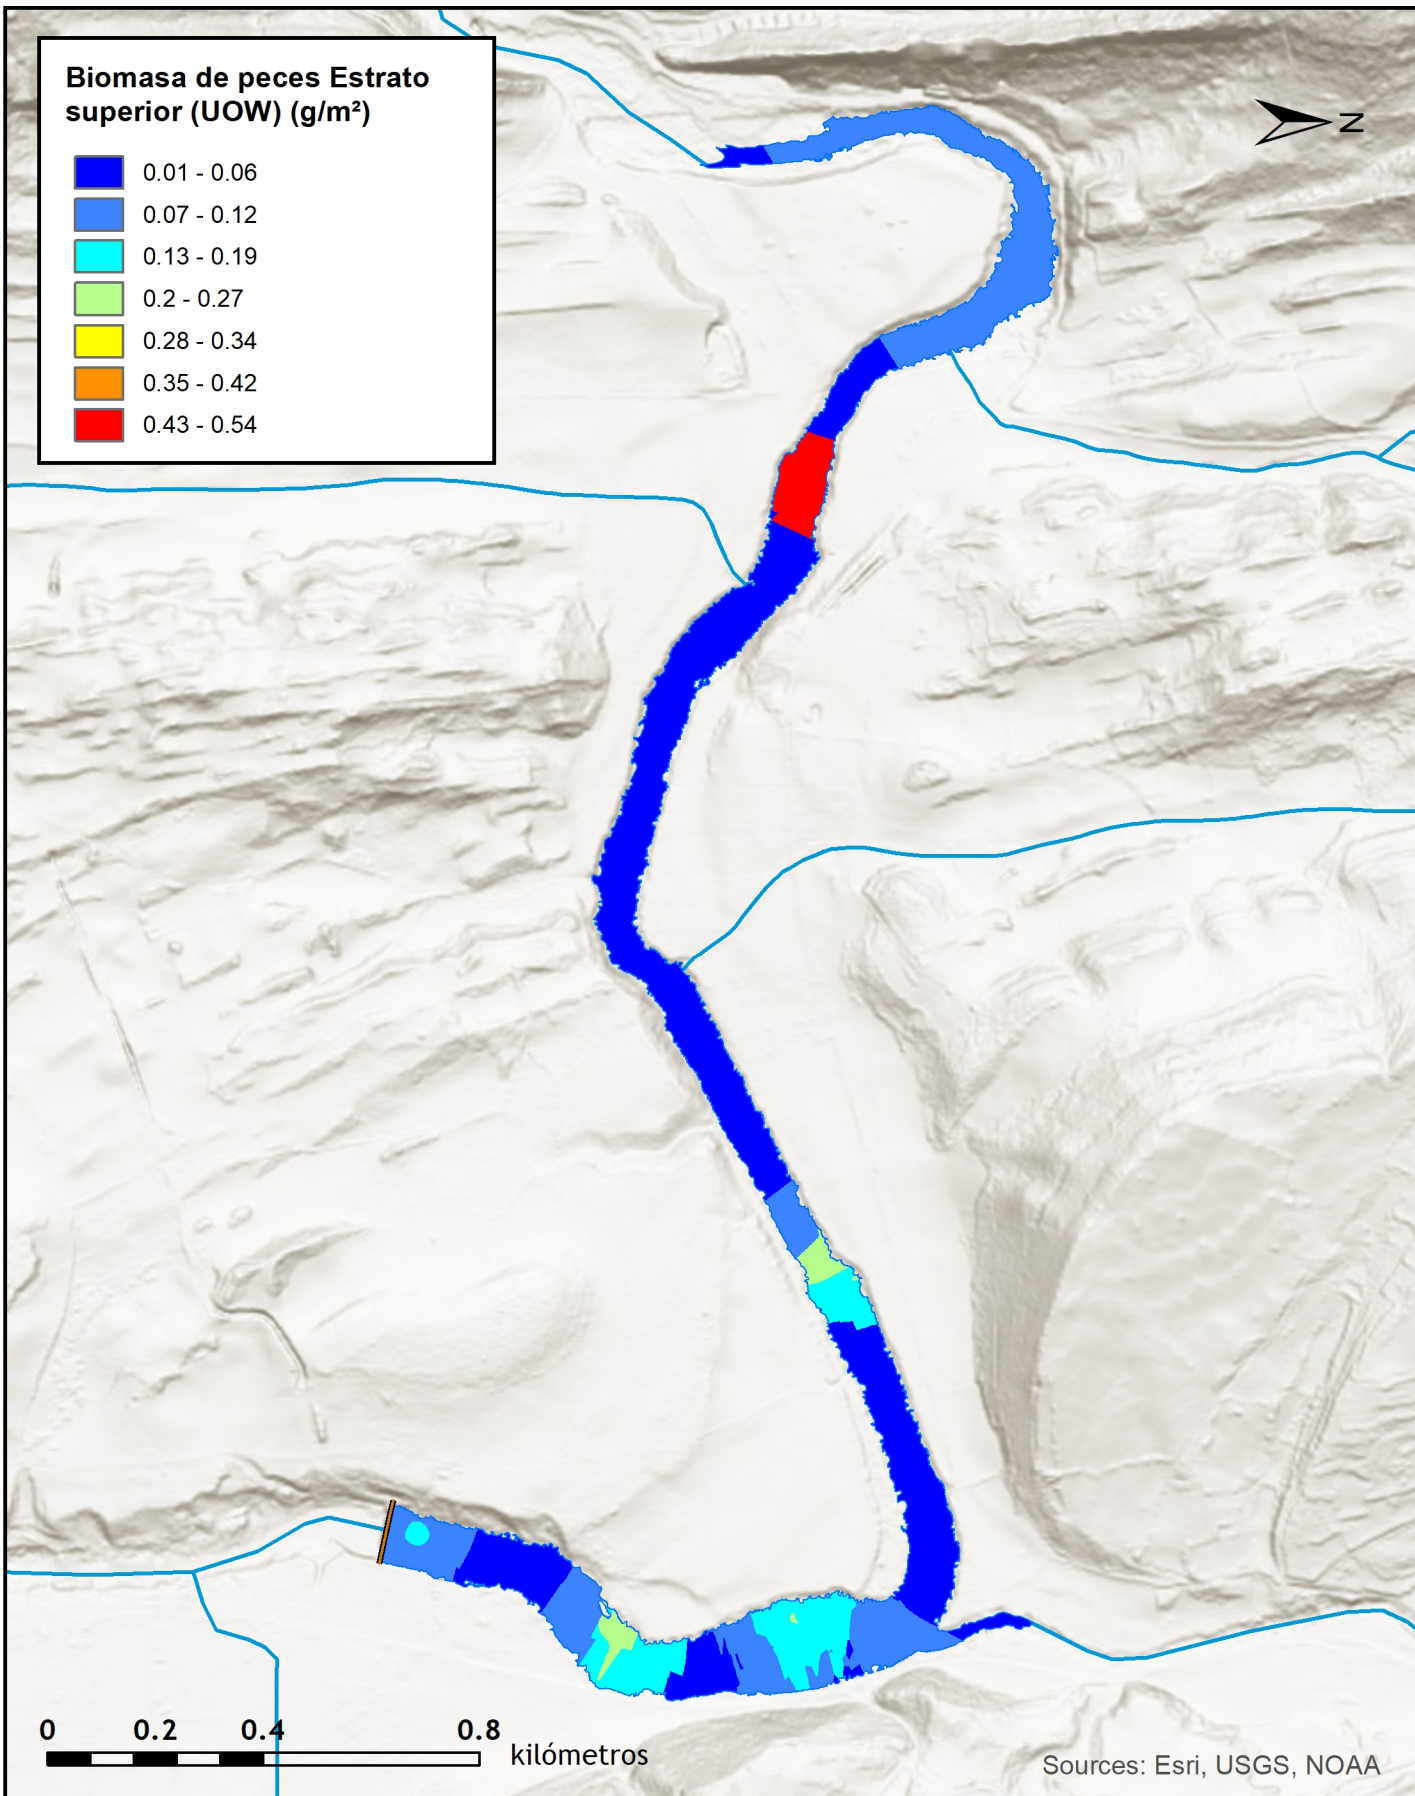 Biomasa de peces Estrato
superior (UOW) (g/m²)
0.01 - 0.06
0.07 - 0.12
0.13 - 0.19
0.2 - 0.27
0.28 - 0.34
0.35 - 0.42
0.43 - 0.54
N
0 0.2 0.4 0.8
kilómetros
Sources: Esri, USGS, NOAA